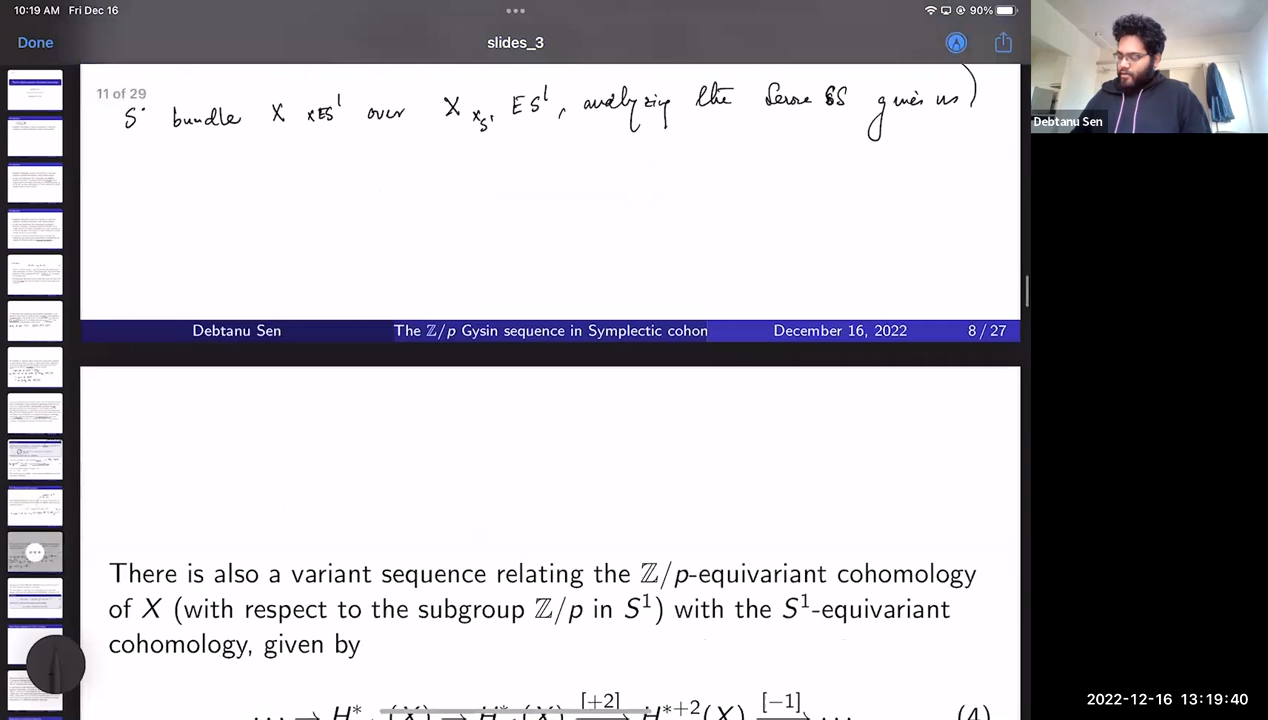 10:19 AM Fri Dec 16
90%
Done
slides_3
11 of 29
S¹ bundle X × ES¹ over X ×_{S¹} ES¹, analyzing the Serre SS gives us)
Debtanu Sen
The ℤ/p Gysin sequence in Symplectic cohon
December 16, 2022
8 / 27
There is also a variant sequence relating the ℤ/p-equivariant cohomology
of X (with respect to the subgroup ℤ/p in S¹) with the S¹-equivariant
cohomology, given by
[+2] [-1]
⋯ → H* (X) → H* (X) → H*+2(X) → ⋯ (4)
Debtanu Sen
2022-12-16 13:19:40